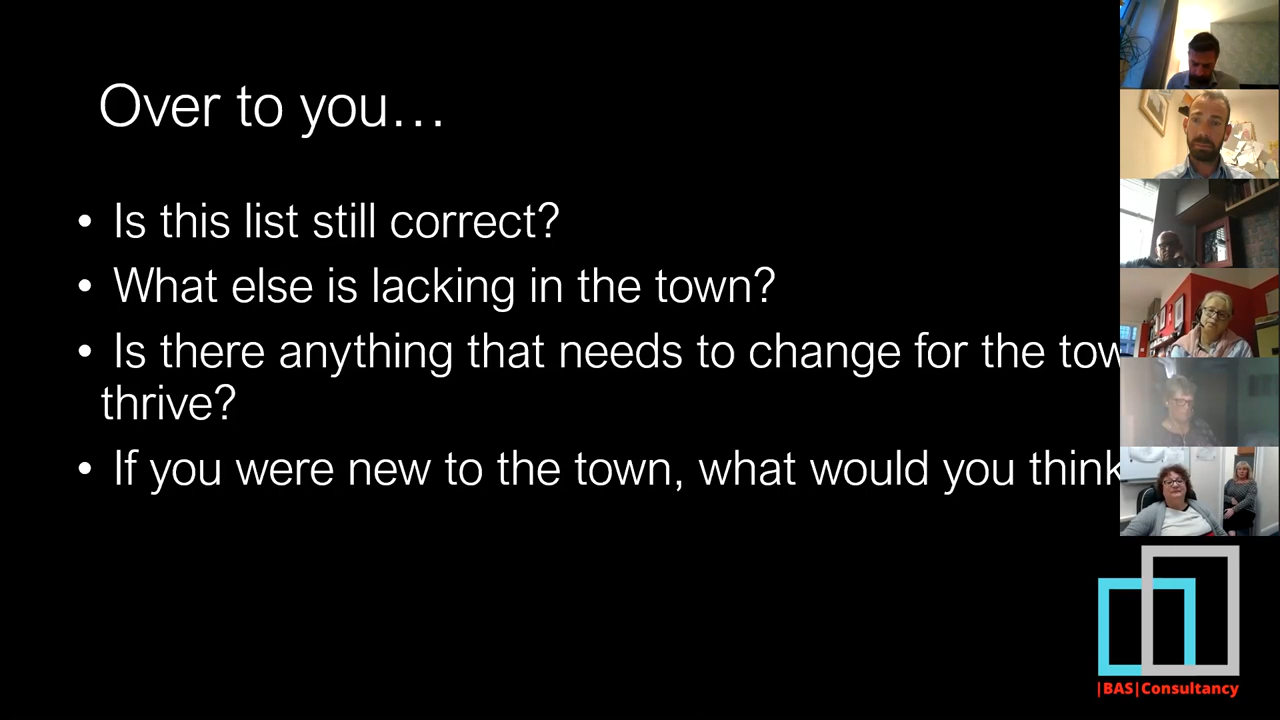 Over to you...
• Is this list still correct?
• What else is lacking in the town?
• Is there anything that needs to change for the tow
thrive?
• If you were new to the town, what would you think
|BAS|Consultancy